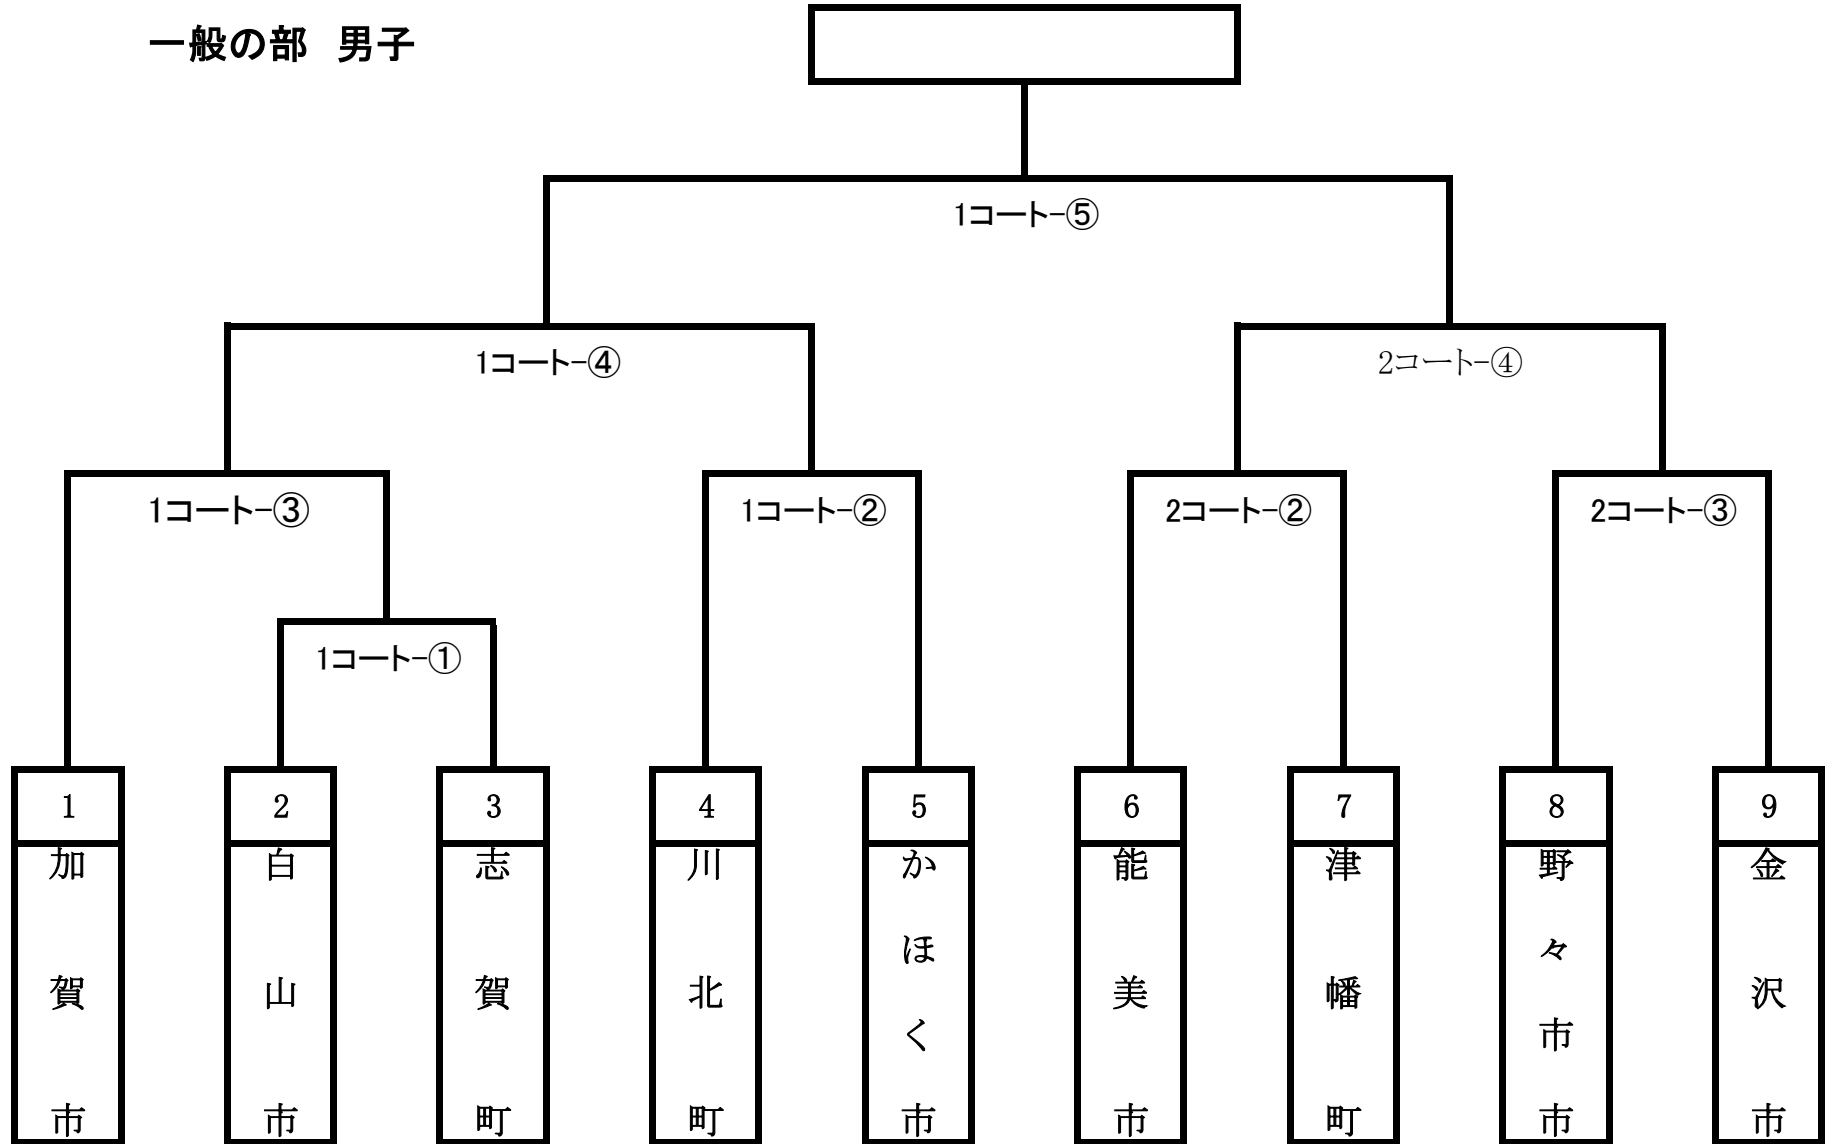 一般の部　男子
1コート-⑤
1コート-④
2コート-④
1コート-③
1コート-②
2コート-②
2コート-③
1コート-①
1
加賀市
2
白山市
3
志賀町
4
川北町
5
かほく市
6
能美市
7
津幡町
8
野々市市
9
金沢市